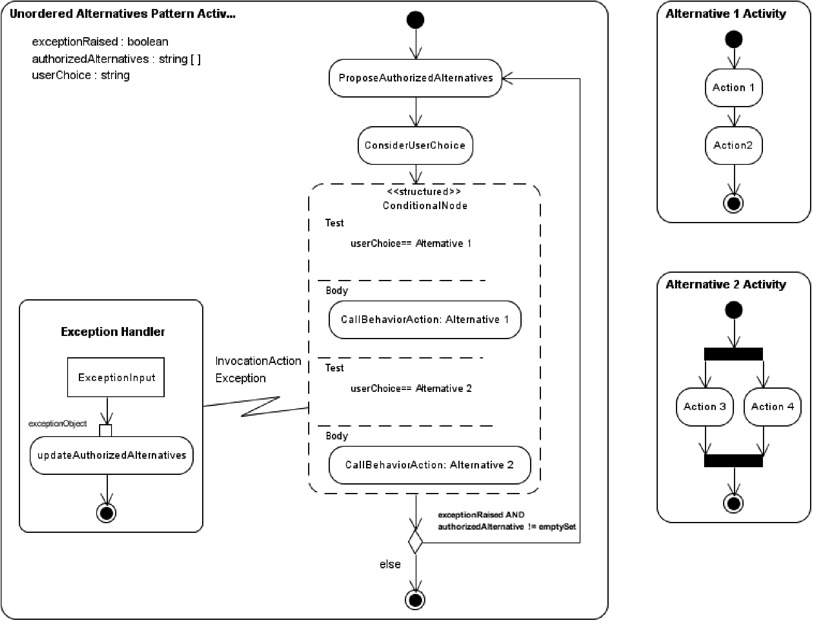 Unordered Alternatives Pattern Activ...
exceptionRaised : boolean
authorizedAlternatives : string [ ]
userChoice : string
ProposeAuthorizedAlternatives
ConsiderUserChoice
<<structured>>
ConditionalNode
Test
userChoice== Alternative 1
Body
CallBehaviorAction: Alternative 1
Test
userChoice== Alternative 2
Body
CallBehaviorAction: Alternative 2
Exception Handler
ExceptionInput
exceptionObject
updateAuthorizedAlternatives
InvocationAction
Exception
exceptionRaised AND
authorizedAlternative != emptySet
else
Alternative 1 Activity
Action 1
Action2
Alternative 2 Activity
Action 3
Action 4